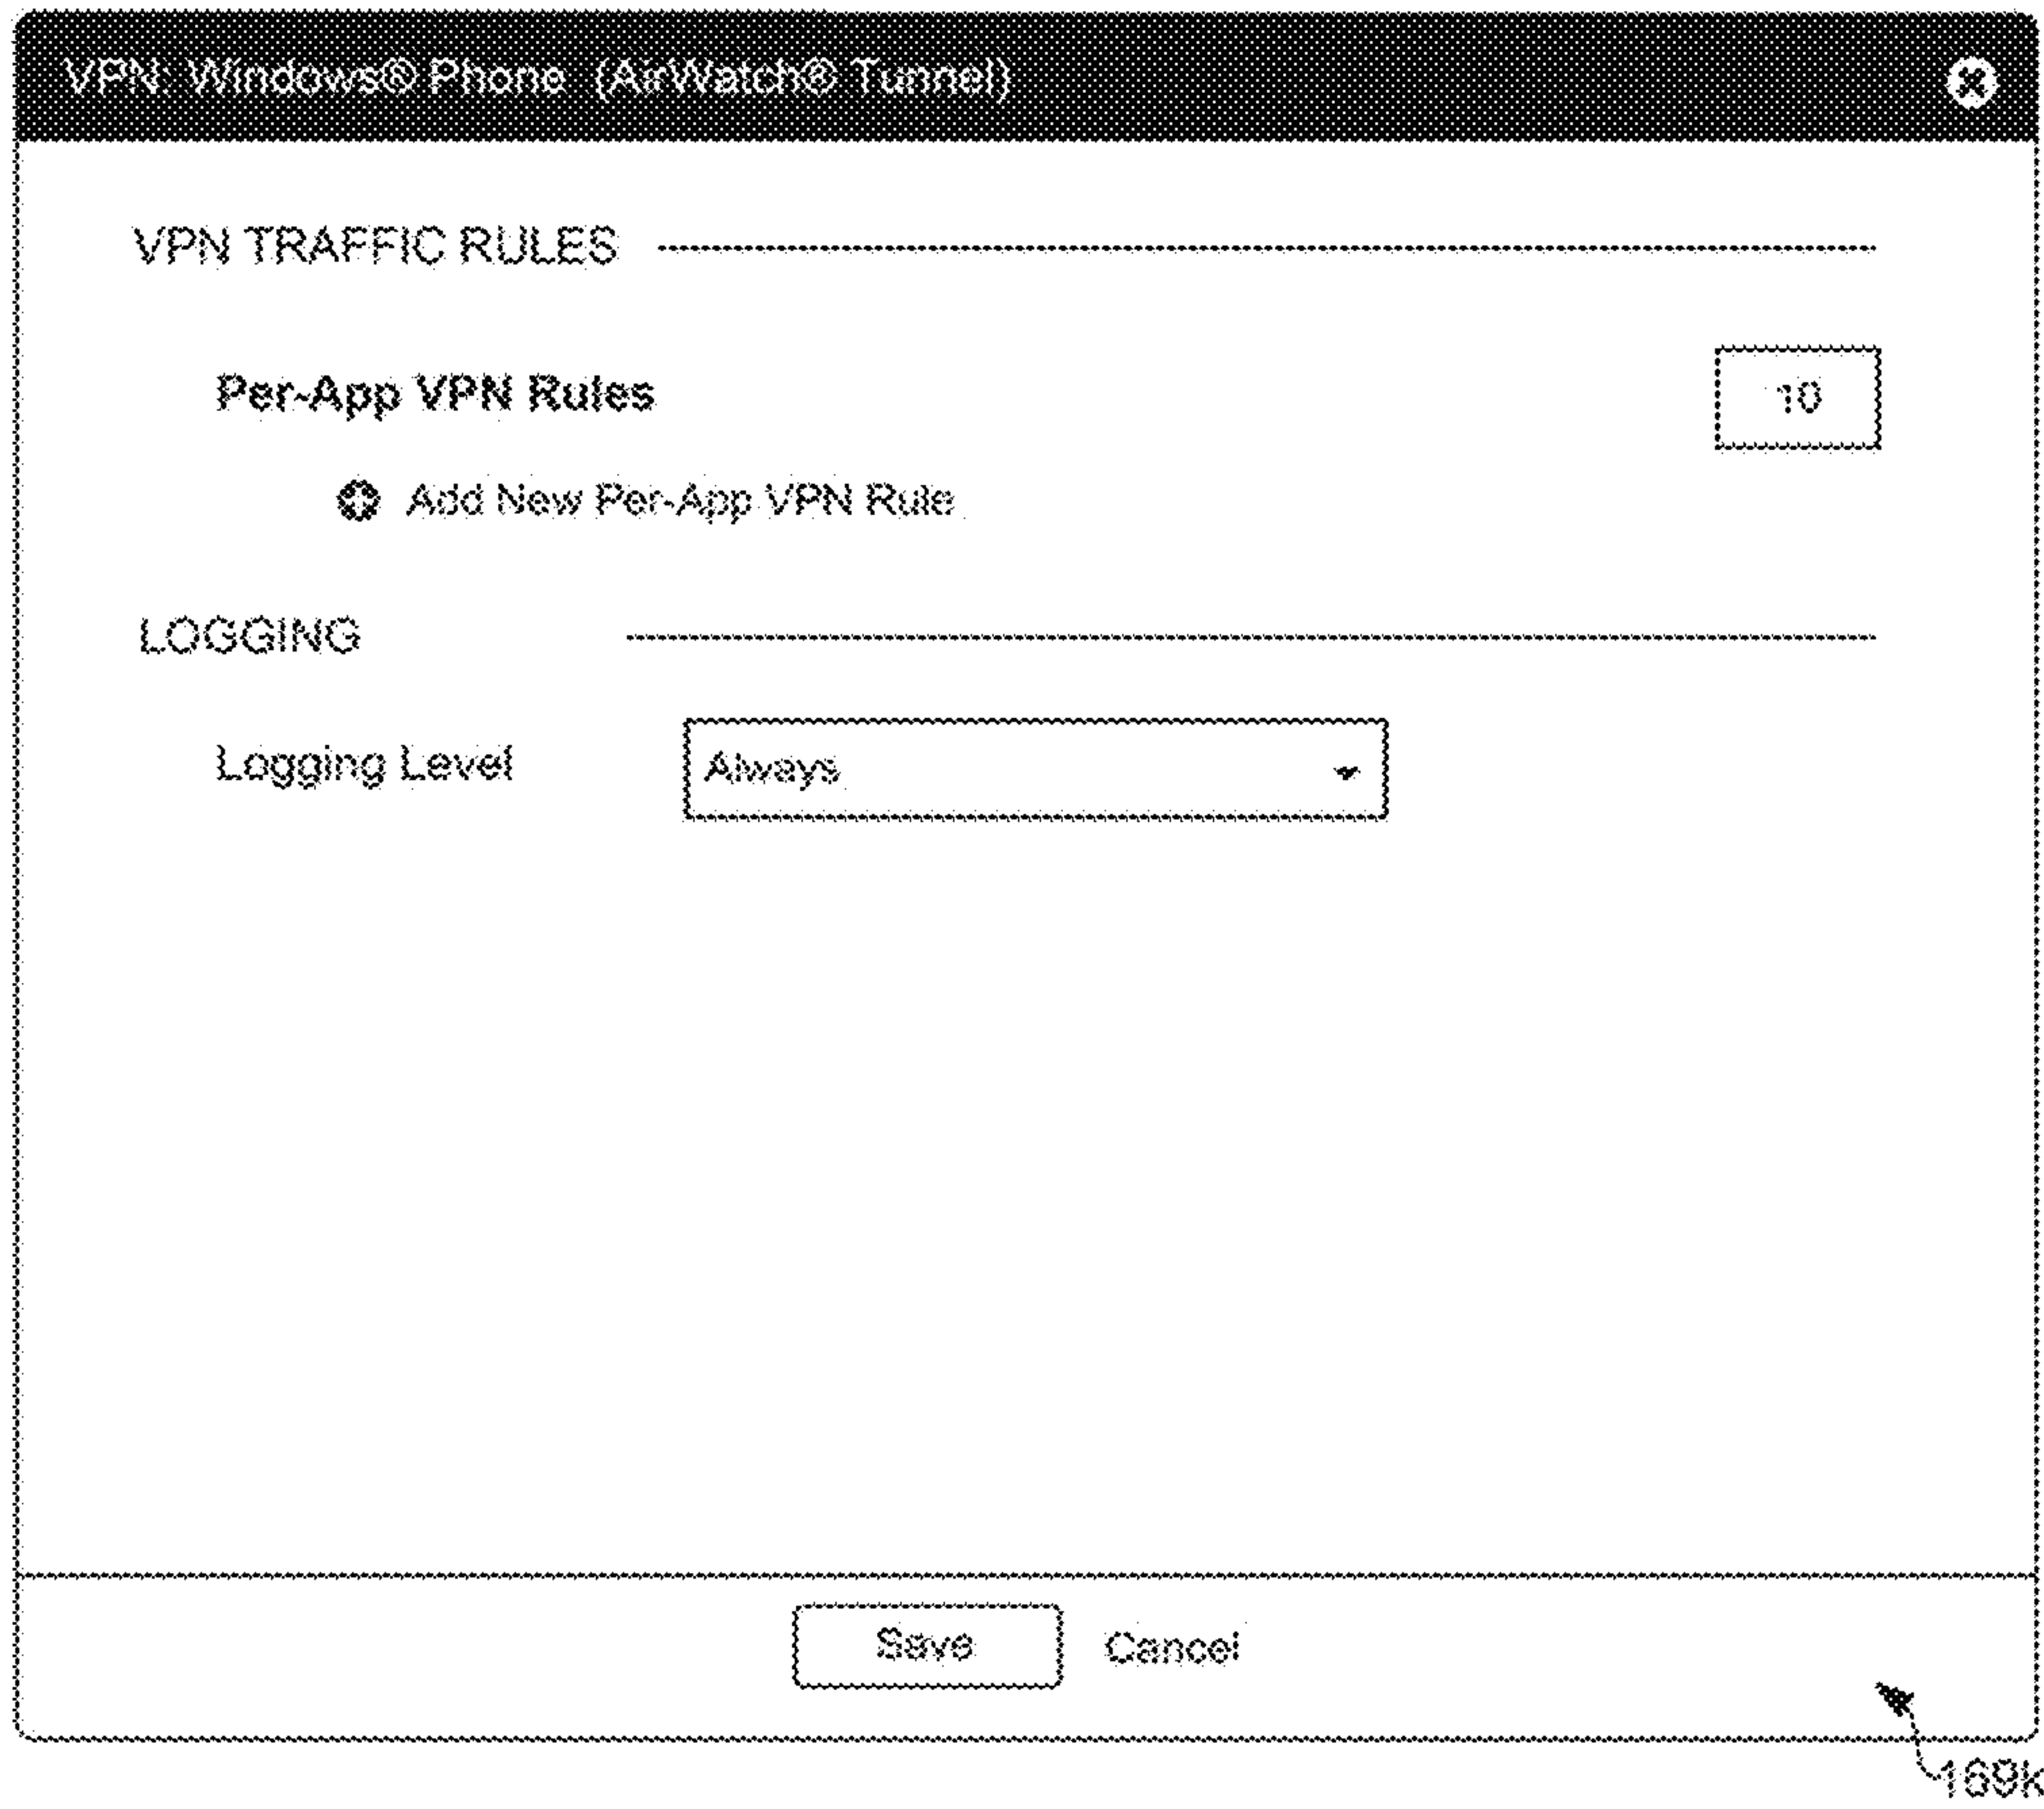 VPN: Windows® Phone (AirWatch® Tunnel)
VPN TRAFFIC RULES
Per-App VPN Rules 10
Add New Per-App VPN Rule
LOGGING
Logging Level Always
Save Cancel
169k